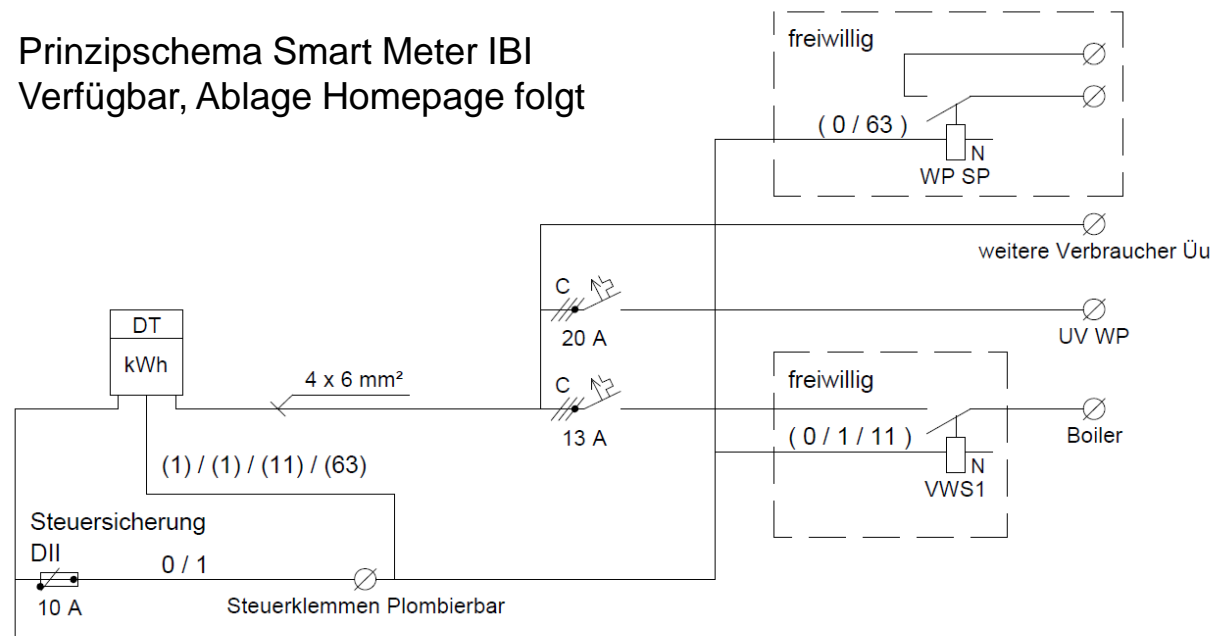 Prinzipschema Smart Meter IBI
Verfügbar, Ablage Homepage folgt
freiwillig
( 0 / 63 )
N
WP SP
weitere Verbraucher Üu
C
20 A
UV WP
DT
kWh
4 x 6 mm²
C
13 A
freiwillig
( 0 / 1 / 11 )
N
VWS1
Boiler
(1) / (1) / (11) / (63)
Steuersicherung
DII
0 / 1
10 A
Steuerklemmen Plombierbar